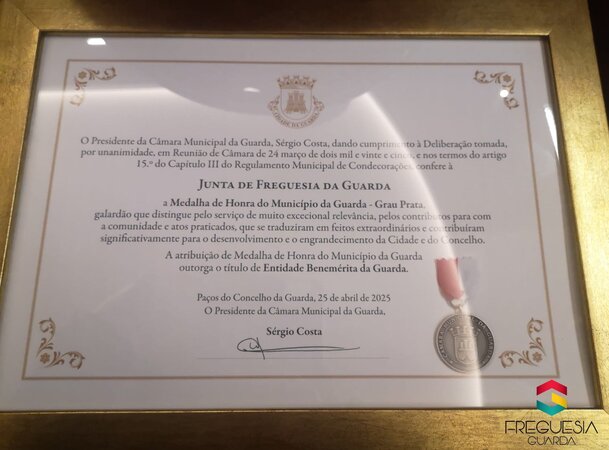 CIDADE DA GUARDA
O Presidente da Câmara Municipal da Guarda, Sérgio Costa, dando cumprimento à Deliberação tomada,
por unanimidade, em Reunião de Câmara de 24 março de dois mil e vinte e cinco, e nos termos do artigo
15.º do Capítulo III do Regulamento Municipal de Condecorações, confere à
JUNTA DE FREGUESIA DA GUARDA
a Medalha de Honra do Município da Guarda - Grau Prata,
galardão que distingue pelo serviço de muito excecional relevância, pelos contributos para com
a comunidade e atos praticados, que se traduziram em feitos extraordinários e contribuíram
significativamente para o desenvolvimento e o engrandecimento da Cidade e do Concelho.
A atribuição de Medalha de Honra do Município da Guarda
outorga o título de Entidade Benemérita da Guarda.
Paços do Concelho da Guarda, 25 de abril de 2025
O Presidente da Câmara Municipal da Guarda,
Sérgio Costa
FREGUESIA
GUARDA